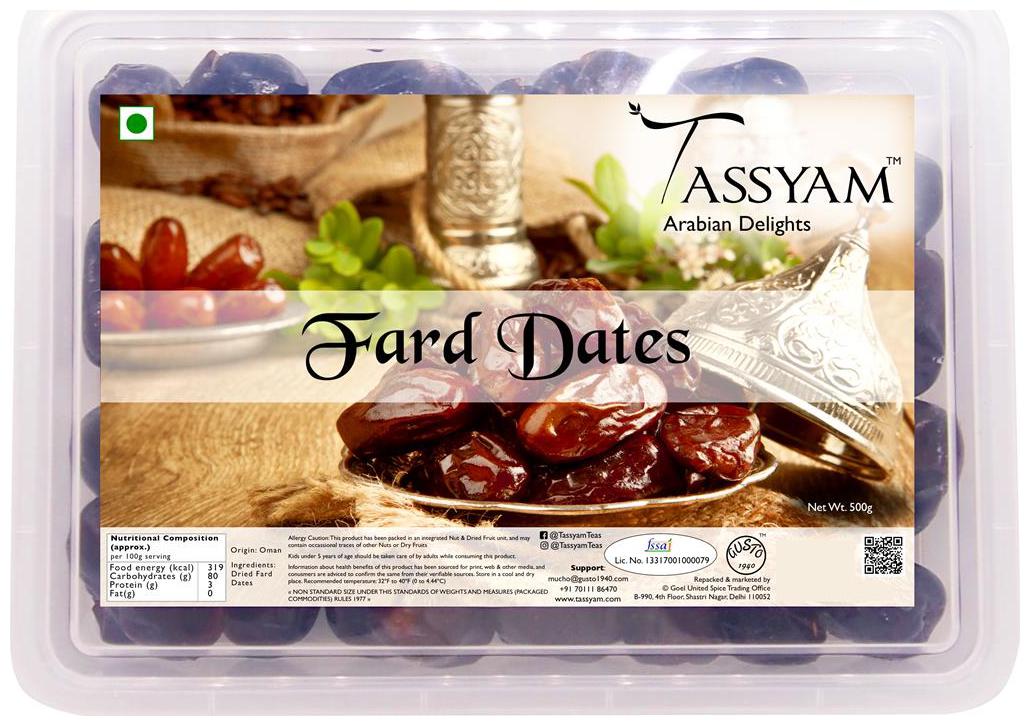 TASSYAM™
Arabian Delights
Fard Dates
Net Wt. 500g
Nutritional Composition
(approx.)
per 100g serving
Food energy (kcal) 319
Carbohydrates (g) 80
Protein (g) 3
Fat(g) 0
Origin: Oman
Ingredients:
Dried Fard
Dates
Allergy Caution: This product has been packed in an integrated Nut & Dried Fruit unit, and may
contain occasional traces of other Nuts or Dry Fruits
Kids under 5 years of age should be taken care of by adults while consuming this product.
Information about health benefits of this product has been sourced for print, web & other media, and
consumers are advised to confirm the same from their verifiable sources. Store in a cool and dry
place. Recommended temperature: 32°F to 40°F (0 to 4.44°C)
« NON STANDARD SIZE UNDER THIS STANDARDS OF WEIGHTS AND MEASURES (PACKAGED
COMMODITIES) RULES 1977 »
@TassyamTeas
@TassyamTeas
Support:
mucho@gusto1940.com
+91 70111 86470
www.tassyam.com
fssai
Lic. No. 13317001000079
GUSTO™
1940
Repacked & marketed by
© Goel United Spice Trading Office
B-990, 4th Floor, Shastri Nagar, Delhi 110052